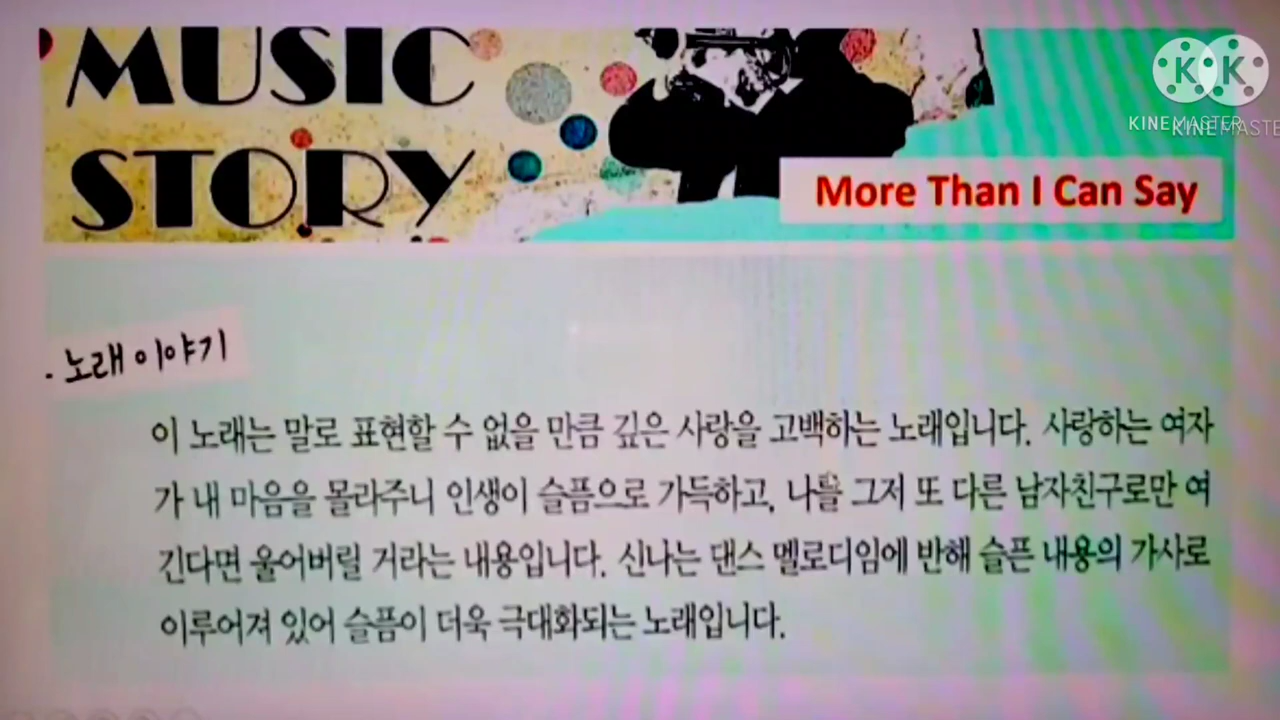 MUSIC
STORY
More Than I Can Say
KINEMASTER
KINEMASTE
· 노래 이야기
이 노래는 말로 표현할 수 없을 만큼 깊은 사랑을 고백하는 노래입니다. 사랑하는 여자
가 내 마음을 몰라주니 인생이 슬픔으로 가득하고, 나를 그저 또 다른 남자친구로만 여
긴다면 울어버릴 거라는 내용입니다. 신나는 댄스 멜로디임에 반해 슬픈 내용의 가사로
이루어져 있어 슬픔이 더욱 극대화되는 노래입니다.